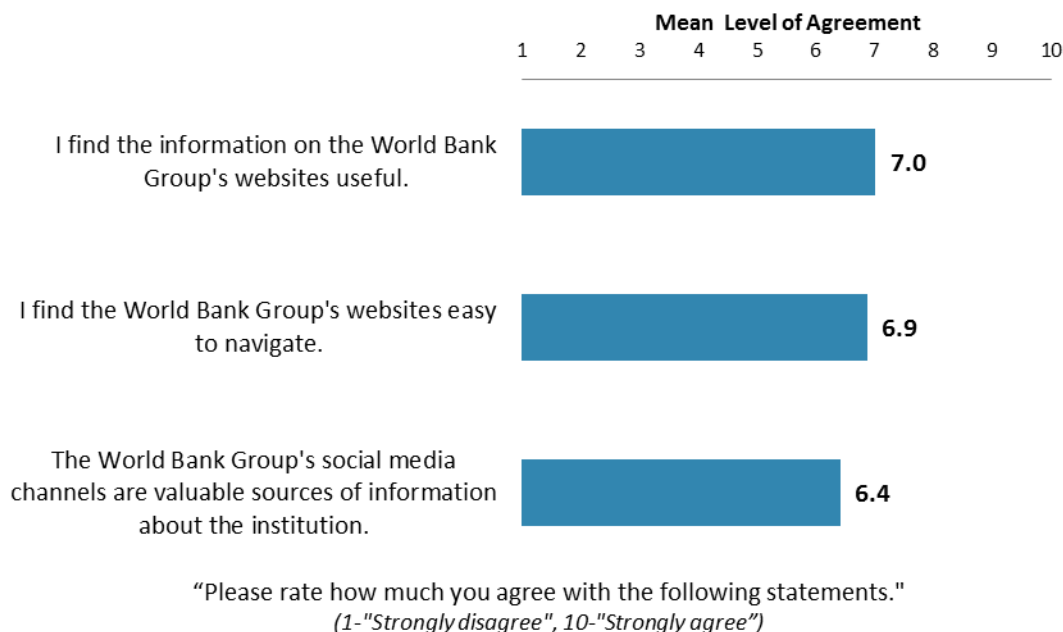 Mean Level of Agreement
1 2 3 4 5 6 7 8 9 10
I find the information on the World Bank
Group's websites useful.
7.0
I find the World Bank Group's websites easy
to navigate.
6.9
The World Bank Group's social media
channels are valuable sources of information
about the institution.
6.4
“Please rate how much you agree with the following statements."
(1-"Strongly disagree", 10-"Strongly agree”)